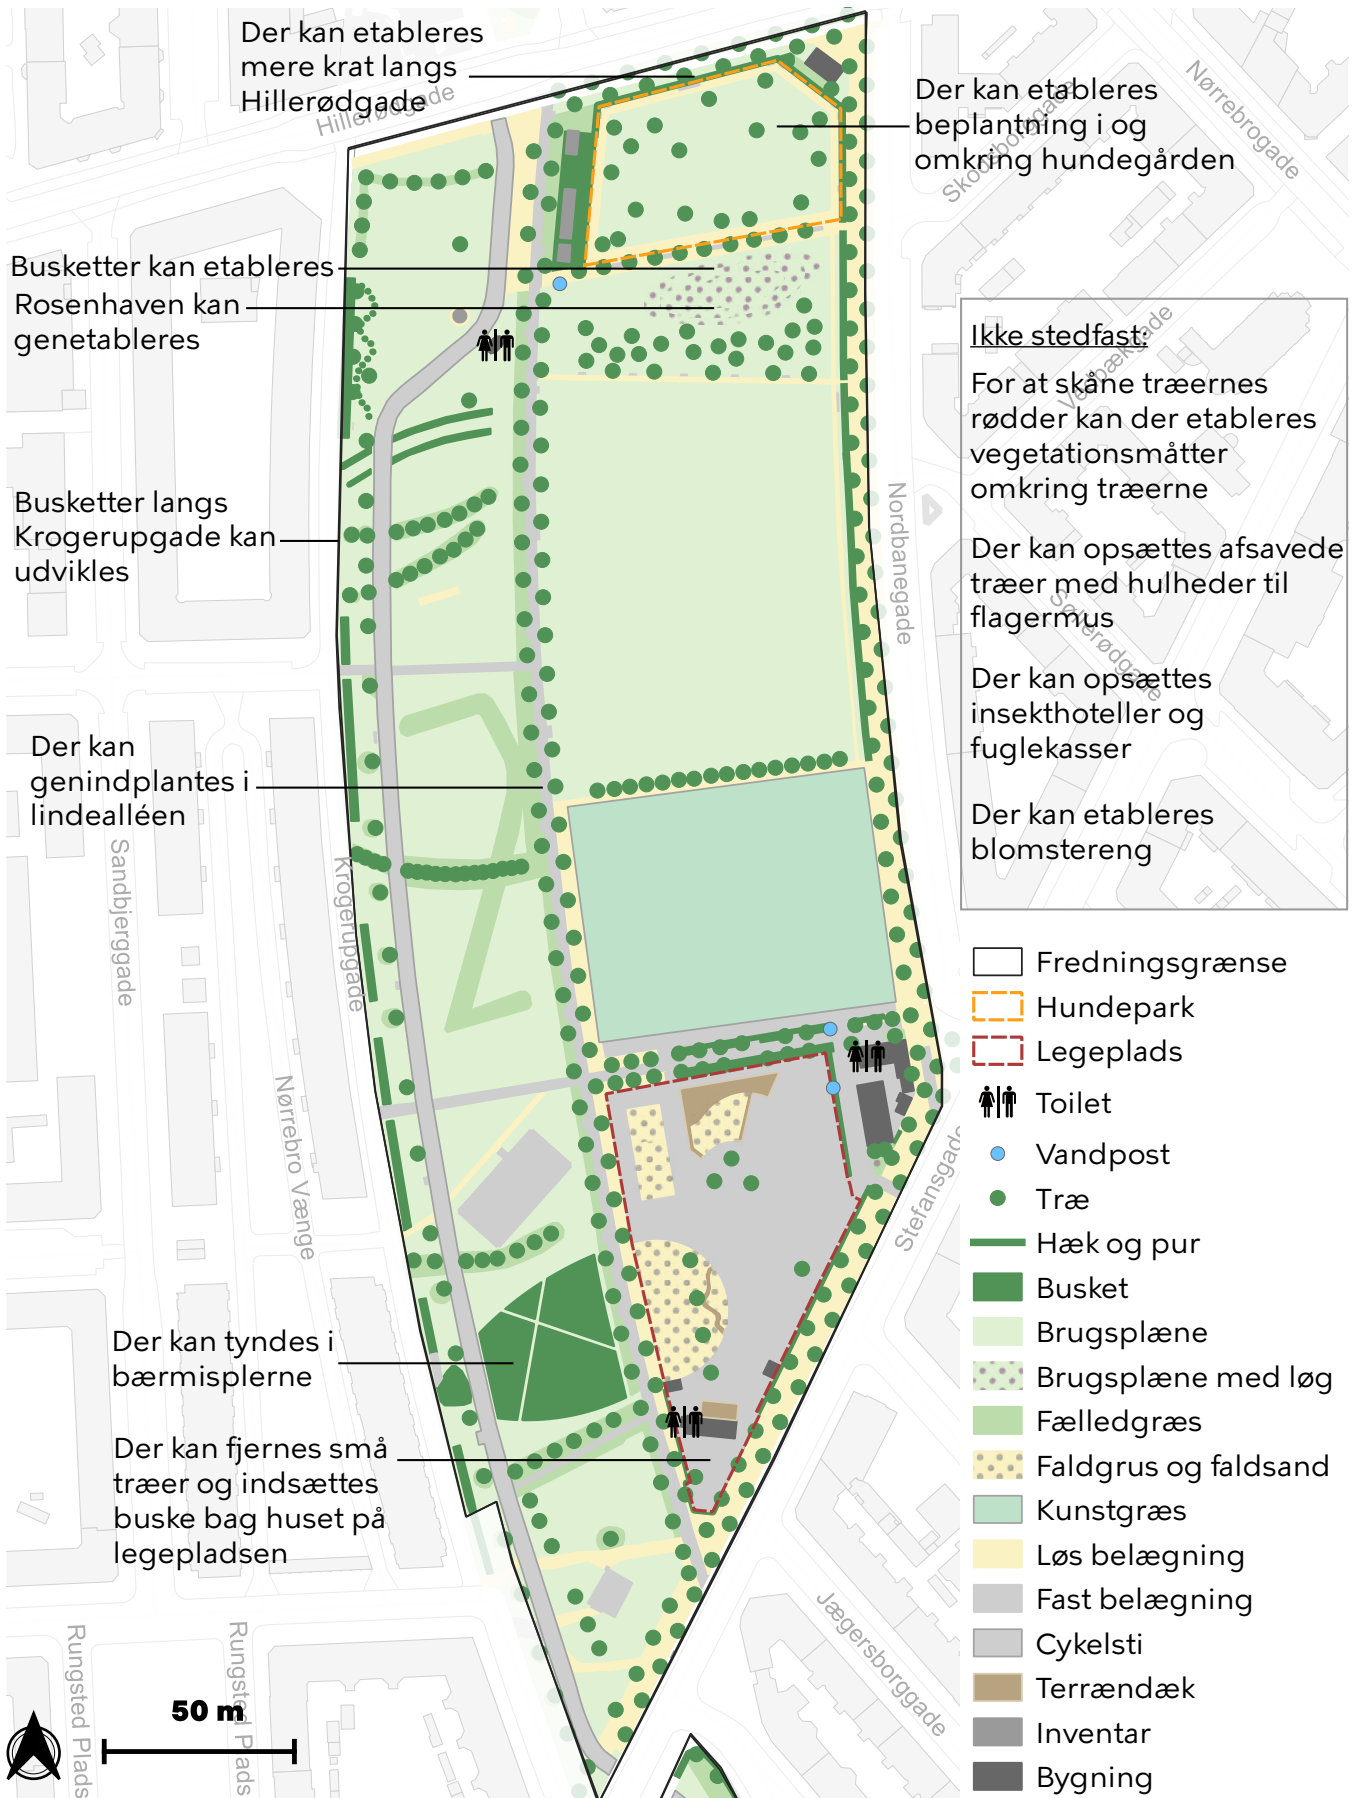 Der kan etableres
mere krat langs
Hillerødgade
Hillerødgade
Der kan etableres
beplantning i og
omkring hundegården
Skodsborggade
Nørrebrogade
Busketter kan etableres
Rosenhaven kan
genetableres
Busketter langs
Krogerupgade kan
udvikles
Der kan
genindplantes i
lindealléen
Der kan tyndes i
bærmisplerne
Der kan fjernes små
træer og indsættes
buske bag huset på
legepladsen
Ikke stedfast:
For at skåne træernes
rødder kan der etableres
vegetationsmåtter
omkring træerne
Der kan opsættes afsavede
træer med hulheder til
flagermus
Der kan opsættes
insekthoteller og
fuglekasser
Der kan etableres
blomstereng
Vedbækgade
Søllerødgade
Nordbanegade
Sandbjerggade
Krogerupgade
Nørrebro Vænge
Stefansgade
Jægersborggade
Rungsted Plads
Rungsted Plads
50 m
Fredningsgrænse
Hundepark
Legeplads
Toilet
Vandpost
Træ
Hæk og pur
Busket
Brugsplæne
Brugsplæne med løg
Fælledgræs
Faldgrus og faldsand
Kunstgræs
Løs belægning
Fast belægning
Cykelsti
Terrændæk
Inventar
Bygning